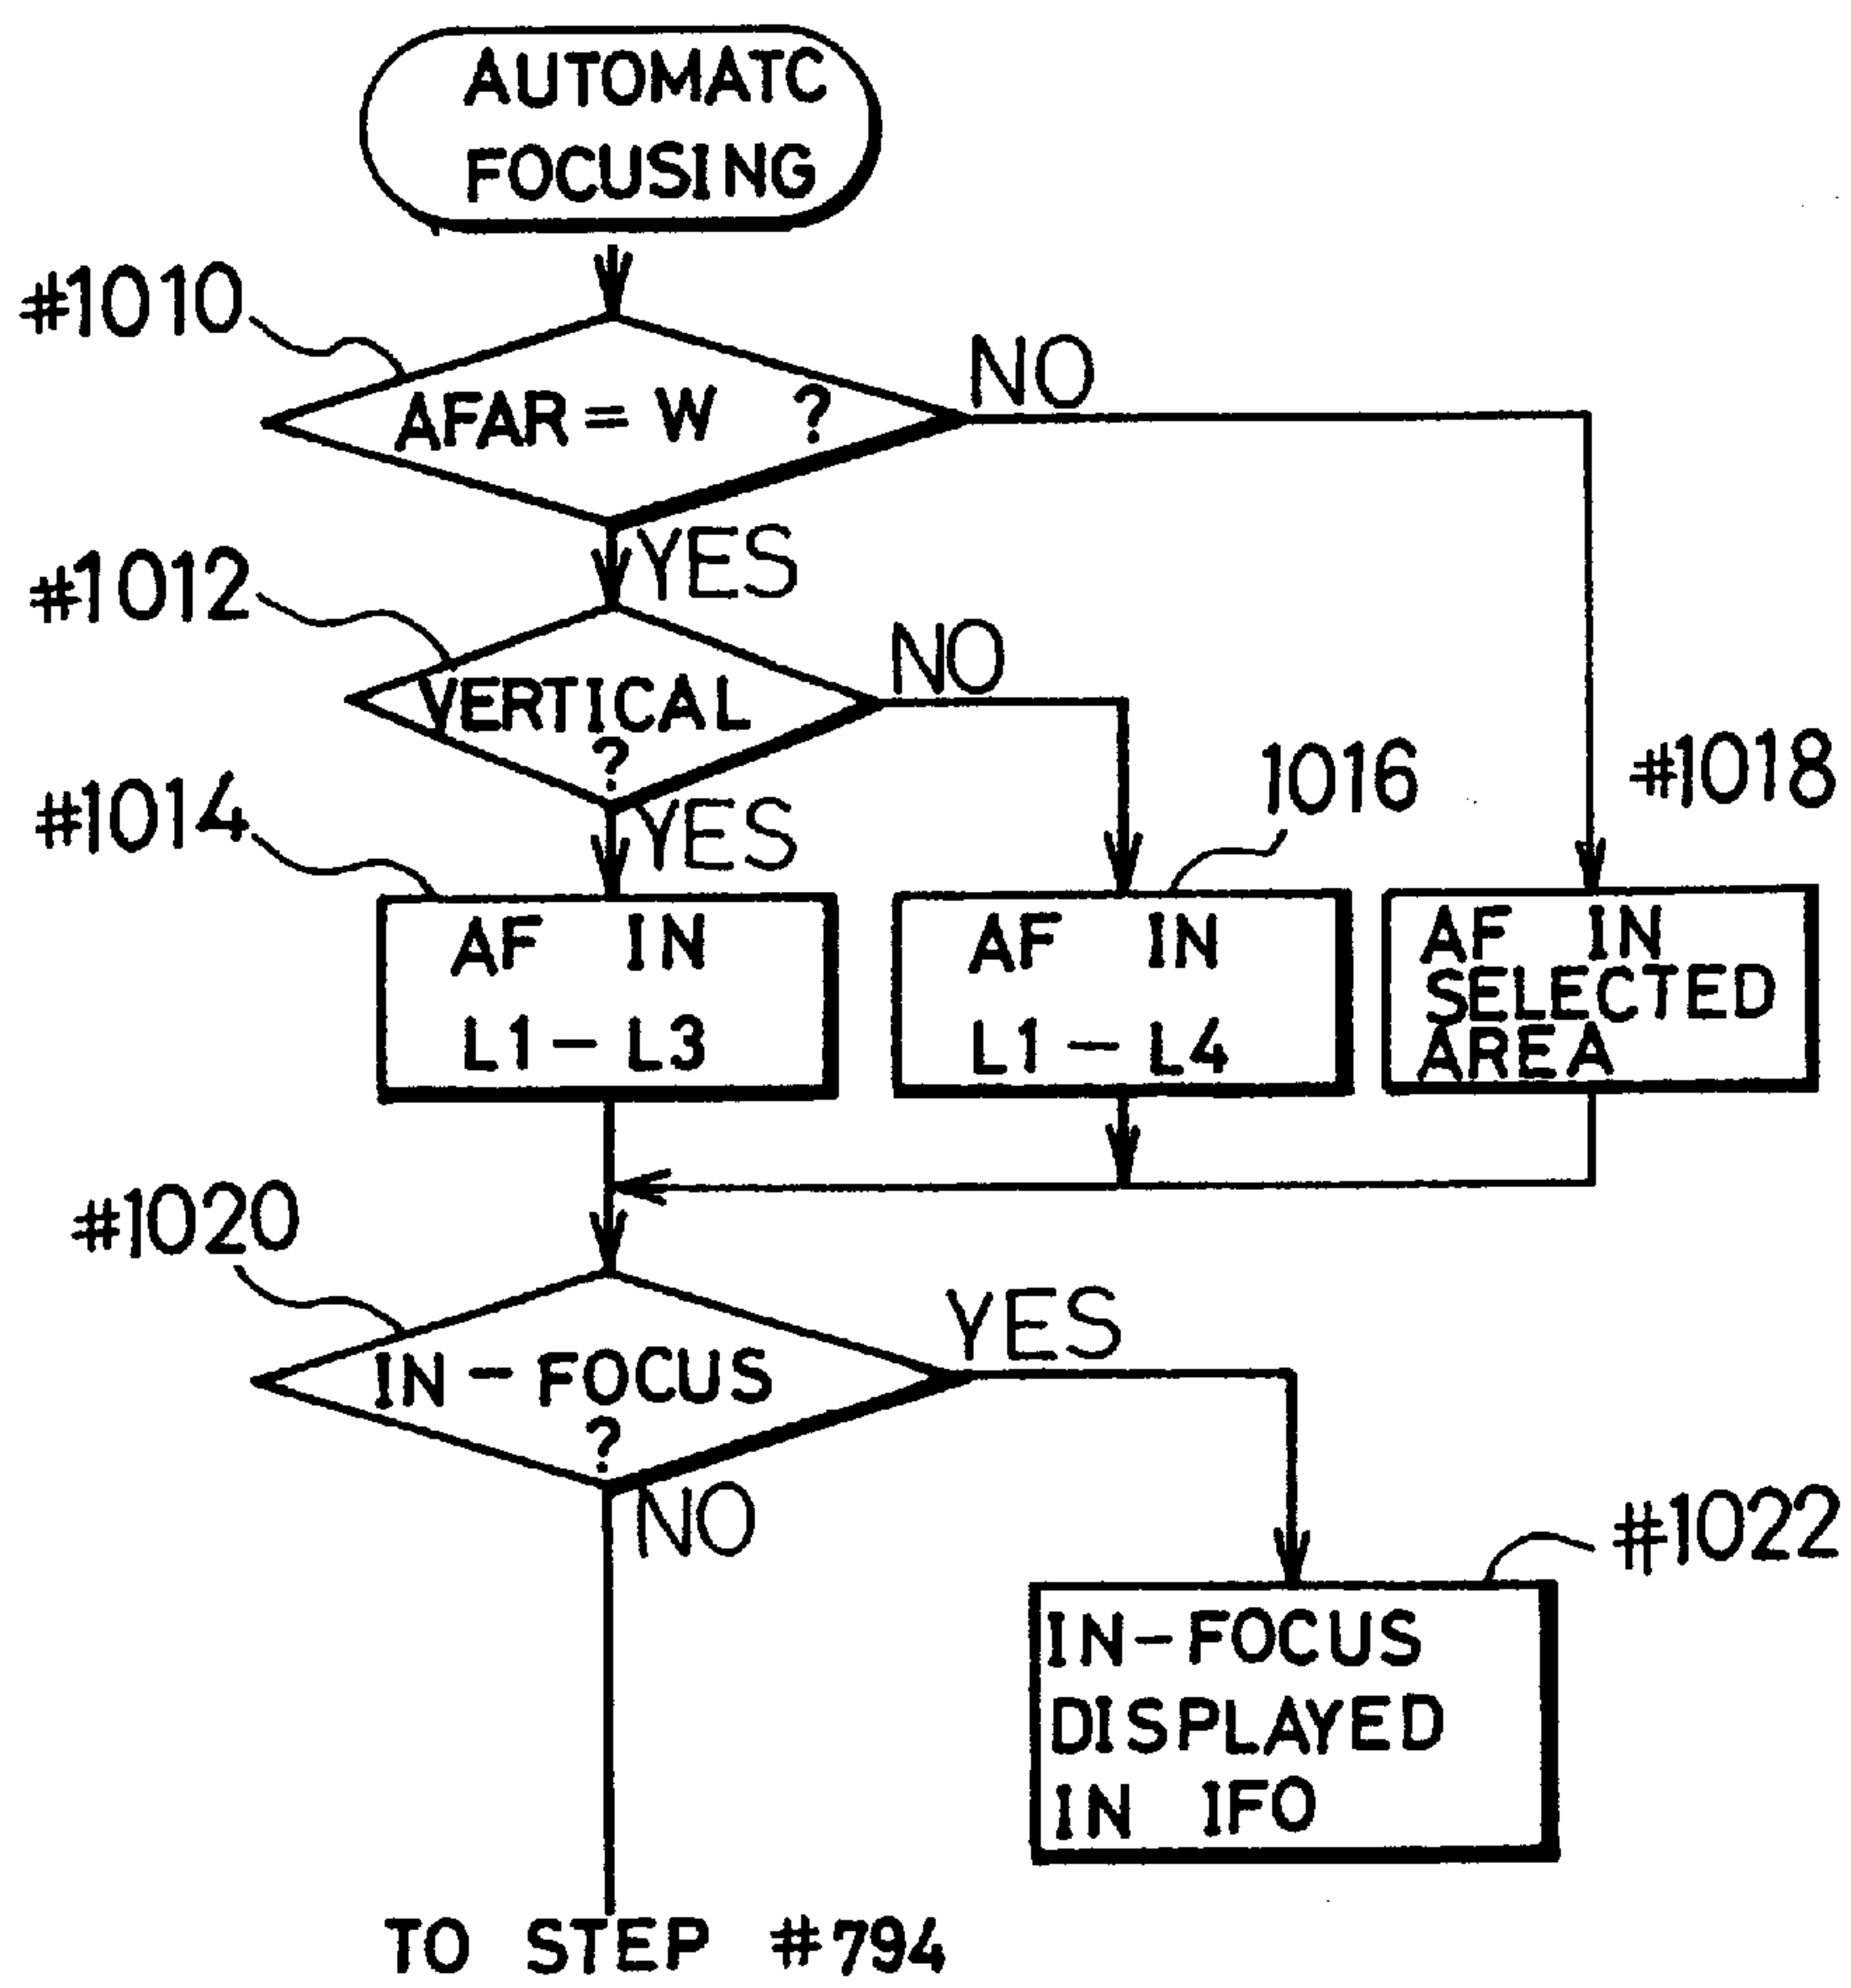 AUTOMATC
FOCUSING
#1010
AFAR = W ?
NO
YES
#1012
VERTICAL
?
NO
YES
#1014
1016
#1018
AF IN
L1 - L3
AF IN
L1 - L4
AF IN
SELECTED
AREA
#1020
IN - FOCUS
?
YES
NO
#1022
IN-FOCUS
DISPLAYED
IN IFO
TO STEP #794